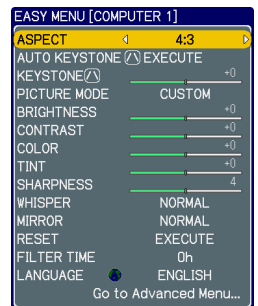 EASY MENU [COMPUTER 1]
ASPECT 4:3
AUTO KEYSTONE EXECUTE
KEYSTONE +0
PICTURE MODE CUSTOM
BRIGHTNESS +0
CONTRAST +0
COLOR +0
TINT +0
SHARPNESS 4
WHISPER NORMAL
MIRROR NORMAL
RESET EXECUTE
FILTER TIME 0h
LANGUAGE ENGLISH
Go to Advanced Menu...